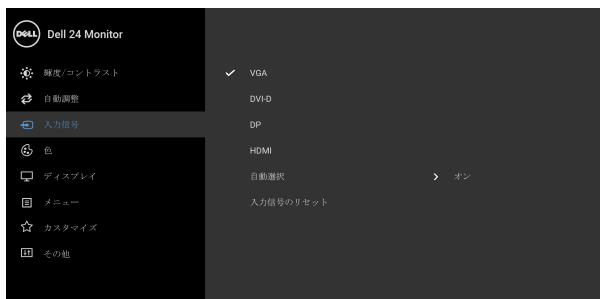 DELL Dell 24 Monitor
輝度/コントラスト
自動調整
入力信号
色
ディスプレイ
メニュー
カスタマイズ
その他
VGA
DVI-D
DP
HDMI
自動選択 オン
入力信号のリセット